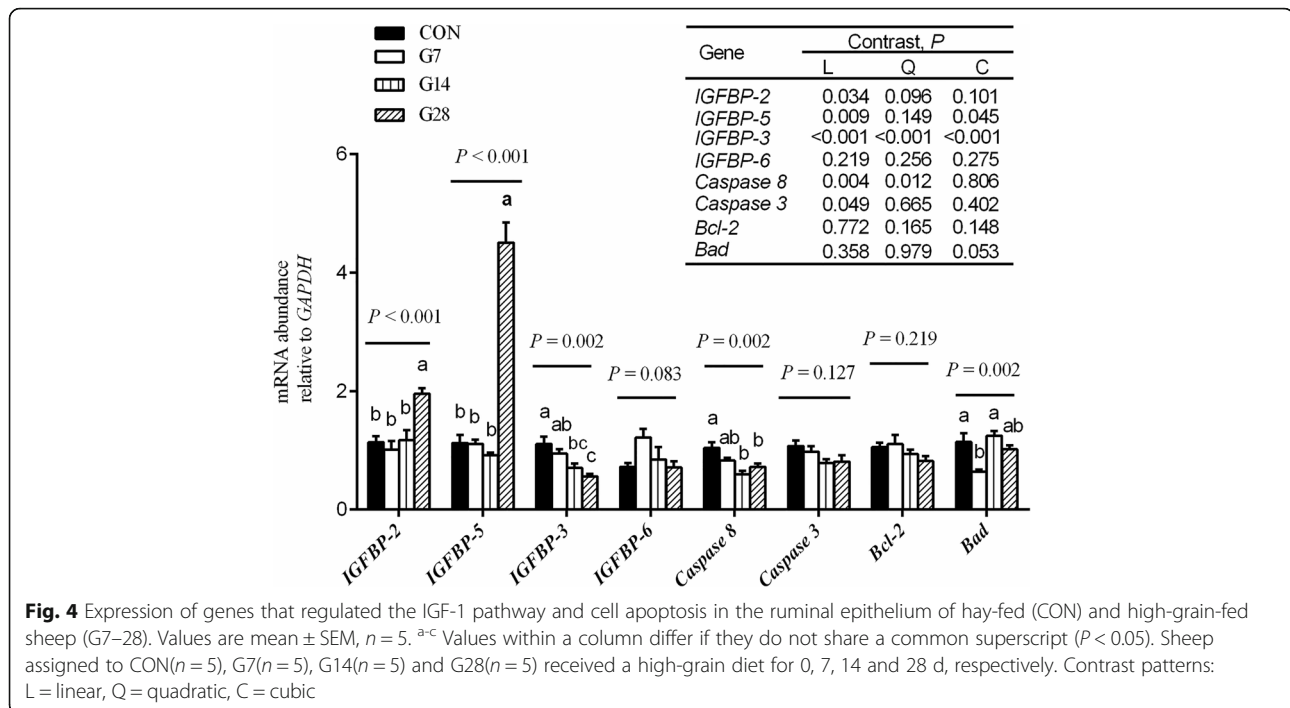 CON
G7
G14
G28
Gene Contrast, P
L Q C
IGFBP-2 0.034 0.096 0.101
IGFBP-5 0.009 0.149 0.045
IGFBP-3 <0.001 <0.001 <0.001
IGFBP-6 0.219 0.256 0.275
Caspase 8 0.004 0.012 0.806
Caspase 3 0.049 0.665 0.402
Bcl-2 0.772 0.165 0.148
Bad 0.358 0.979 0.053
mRNA abundance
relative to GAPDH
6
4
2
0
P < 0.001
b b b a
P < 0.001
b b b a
P = 0.002
a ab bc c
P = 0.083
P = 0.002
a ab b b
P = 0.127
P = 0.219
P = 0.002
a b a ab
IGFBP-2 IGFBP-5 IGFBP-3 IGFBP-6 Caspase 8 Caspase 3 Bcl-2 Bad
Fig. 4 Expression of genes that regulated the IGF-1 pathway and cell apoptosis in the ruminal epithelium of hay-fed (CON) and high-grain-fed
sheep (G7–28). Values are mean ± SEM, n = 5. a-c Values within a column differ if they do not share a common superscript (P < 0.05). Sheep
assigned to CON(n = 5), G7(n = 5), G14(n = 5) and G28(n = 5) received a high-grain diet for 0, 7, 14 and 28 d, respectively. Contrast patterns:
L = linear, Q = quadratic, C = cubic